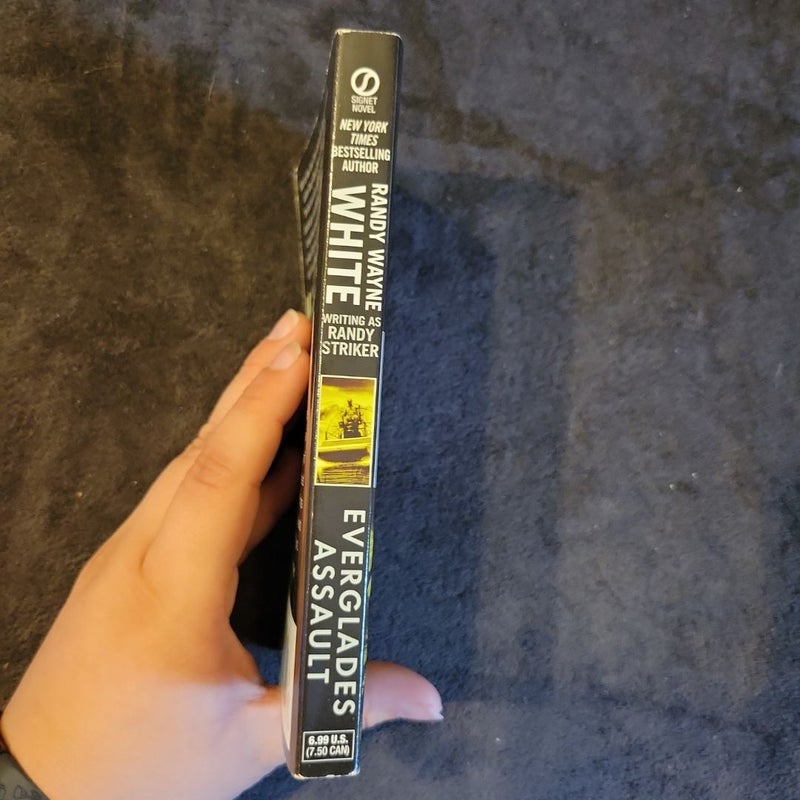 SIGNET
NOVEL
NEW YORK
TIMES
BESTSELLING
AUTHOR
RANDY WAYNE
WHITE
WRITING AS
RANDY
STRIKER
EVERGLADES
ASSAULT
6.99 U.S.
(7.50 CAN)